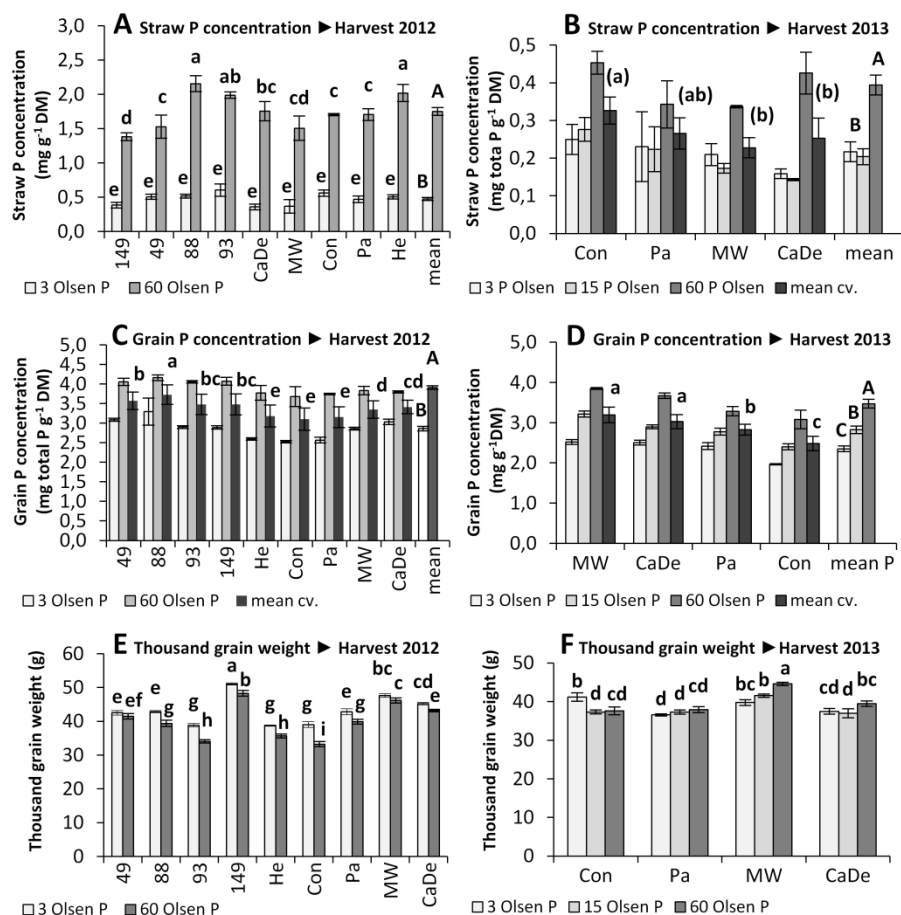 A Straw P concentration ► Harvest 2012
Straw P concentration
(mg g-1 DM)
3,0
2,5
2,0
1,5
1,0
0,5
0,0
e d e c e a e ab e bc e cd e c e c e a B A
149 49 88 93 CaDe MW Con Pa He mean
3 Olsen P 60 Olsen P
B Straw P concentration ► Harvest 2013
Straw P concentration
(mg tota P g-1 DM)
0,5
0,4
0,3
0,2
0,1
0,0
(a) (ab) (b) (b) B A
Con Pa MW CaDe mean
3 P Olsen 15 P Olsen 60 P Olsen mean cv.
C Grain P concentration ► Harvest 2012
Grain P concentration
(mg total P g-1 DM)
5,0
4,5
4,0
3,5
3,0
2,5
2,0
1,5
1,0
0,5
0,0
b a bc bc e e e d cd B A
49 88 93 149 He Con Pa MW CaDe mean
3 Olsen P 60 Olsen P mean cv.
D Grain P concentration ► Harvest 2013
Grain P concentration
(mg g-1DM)
5,0
4,0
3,0
2,0
1,0
0,0
a a b c C B A
MW CaDe Pa Con mean P
3 Olsen P 15 Olsen P 60 Olsen P mean cv.
E Thousand grain weight ► Harvest 2012
Thousand grain weight (g)
60
50
40
30
20
10
0
e ef e g g h a b g h g i e g bc c cd e
49 88 93 149 He Con Pa MW CaDe
3 Olsen P 60 Olsen P
F Thousand grain weight ► Harvest 2013
Thousand grain weight (g)
50
40
30
20
10
0
b d cd d d cd bc b a cd d bc
Con Pa MW CaDe
3 Olsen P 15 Olsen P 60 Olsen P